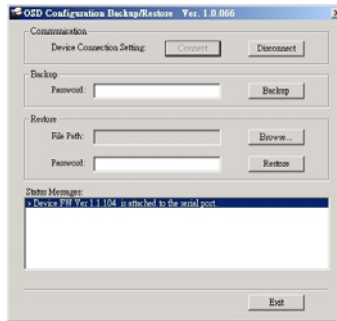 OSD Configuration Backup/Restore Ver. 1.0.066
Communication
Device Connection Setting: Connect Disconnect
Backup
Password: Backup
Restore
File Path: Browse...
Password: Restore
Status Messages:
> Device FW Ver 1.1.104 is attached to the serial port.
Exit